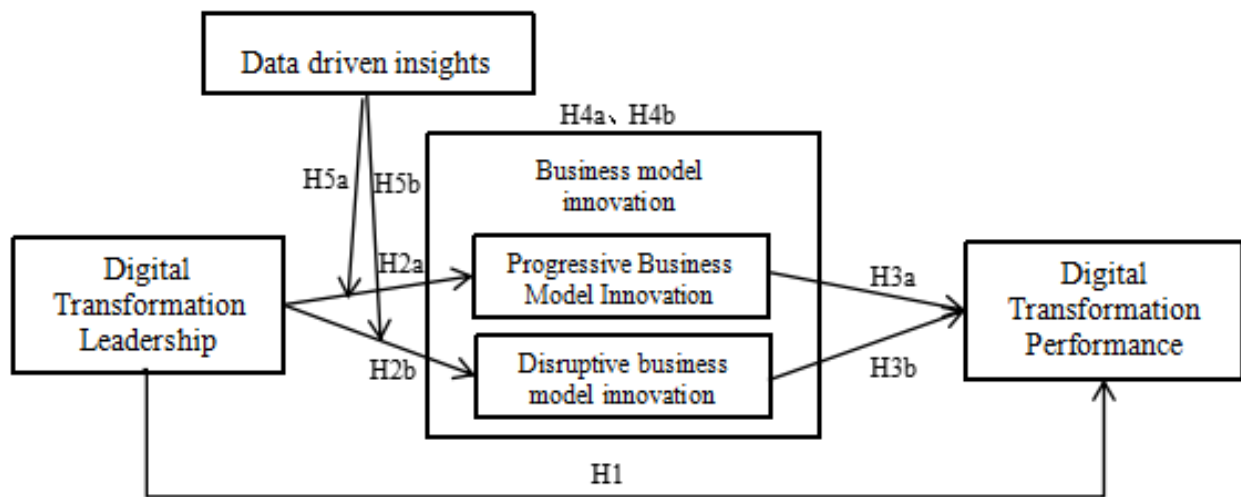 Data driven insights
H4a、H4b
H5a
H5b
Business model
innovation
Digital
Transformation
Leadership
H2a
Progressive Business
Model Innovation
H3a
Digital
Transformation
Performance
H2b
Disruptive business
model innovation
H3b
H1